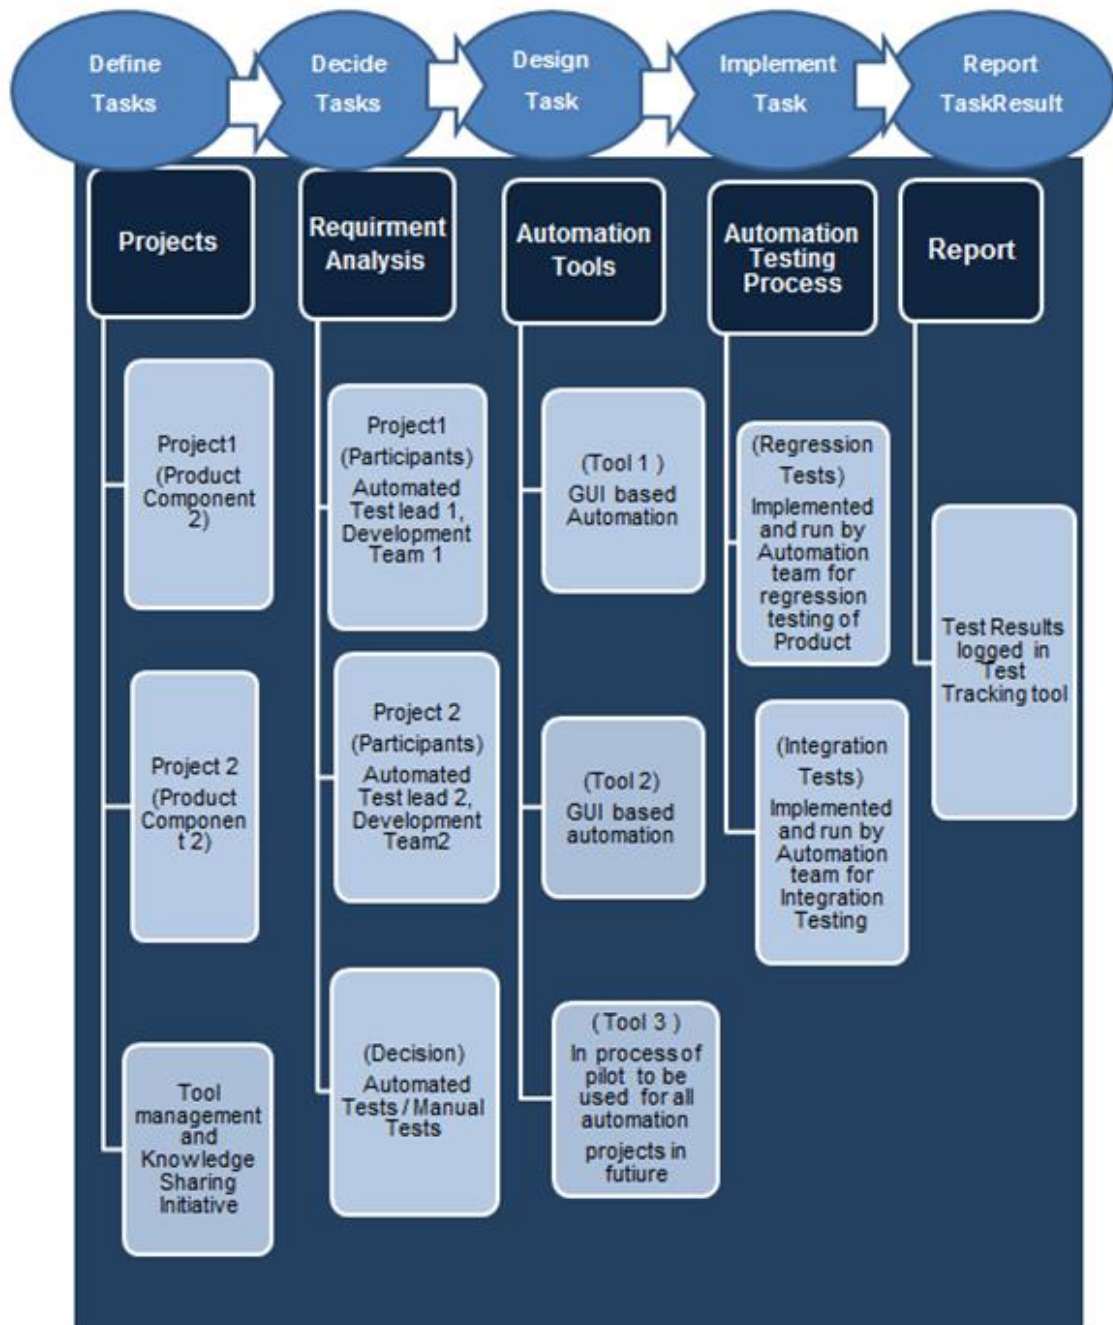 Define
Tasks
Decide
Tasks
Design
Task
Implement
Task
Report
TaskResult
Projects
Project1
(Product
Component
2)
Project 2
(Product
Componen
t 2)
Tool
management
and
Knowledge
Sharing
Initiative
Requirment
Analysis
Project1
(Participants)
Automated
Test lead 1,
Development
Team 1
Project 2
(Participants)
Automated
Test lead 2,
Development
Team2
(Decision)
Automated
Tests / Manual
Tests
Automation
Tools
(Tool 1 )
GUI based
Automation
(Tool 2)
GUI based
automation
( Tool 3 )
In process of
pilot to be
used for all
automation
projects in
futiure
Automation
Testing
Process
(Regression
Tests)
Implemented
and run by
Automation
team for
regression
testing of
Product
(Integration
Tests)
Implemented
and run by
Automation
team for
Integration
Testing
Report
Test Results
logged in
Test
Tracking tool